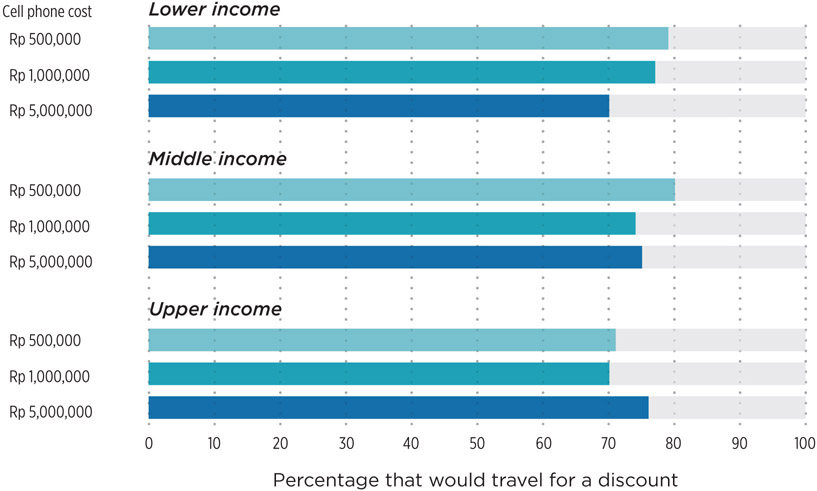 Cell phone cost
Lower income
Rp 500,000
Rp 1,000,000
Rp 5,000,000
Middle income
Rp 500,000
Rp 1,000,000
Rp 5,000,000
Upper income
Rp 500,000
Rp 1,000,000
Rp 5,000,000
0 10 20 30 40 50 60 70 80 90 100
Percentage that would travel for a discount